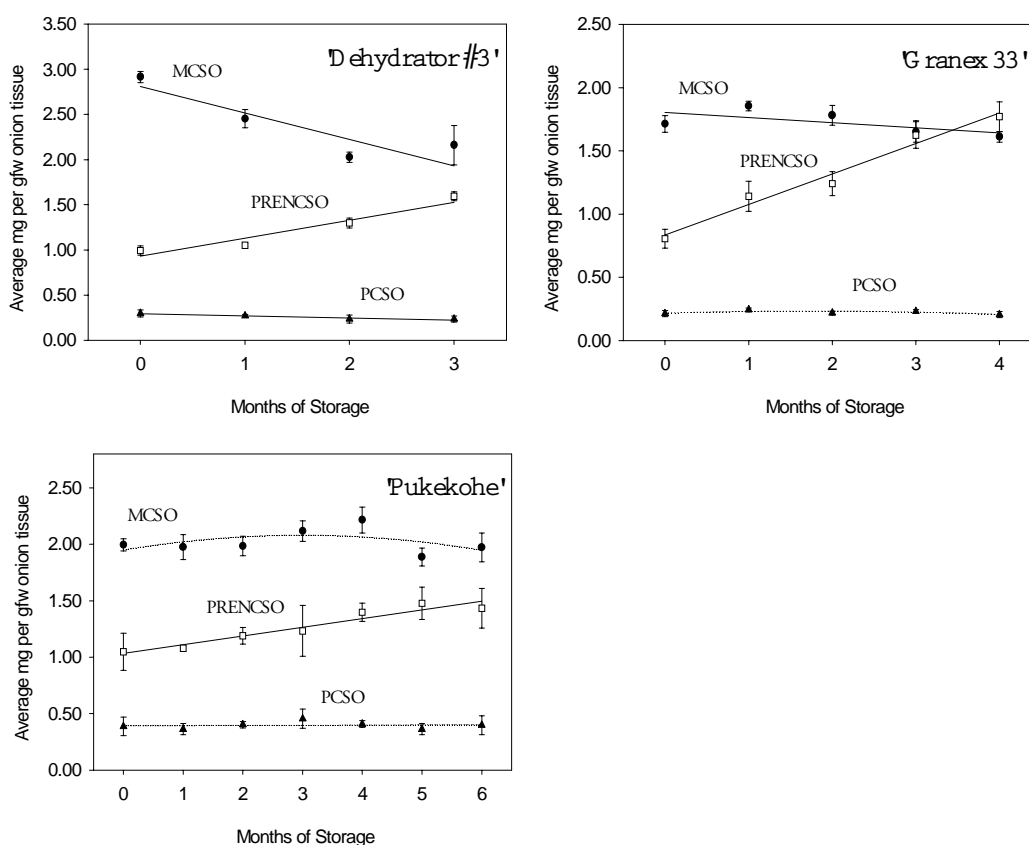 'Dehydrator #3'
Average mg per gfw onion tissue
3.50
3.00
2.50
2.00
1.50
1.00
0.50
0.00
MCSO
PRENCSO
PCSO
0 1 2 3
Months of Storage
'Granex 33'
Average mg per gfw onion tissue
2.50
2.00
1.50
1.00
0.50
0.00
MCSO
PRENCSO
PCSO
0 1 2 3 4
Months of Storage
'Pukekohe'
Average mg per gfw onion tissue
2.50
2.00
1.50
1.00
0.50
0.00
MCSO
PRENCSO
PCSO
0 1 2 3 4 5 6
Months of Storage